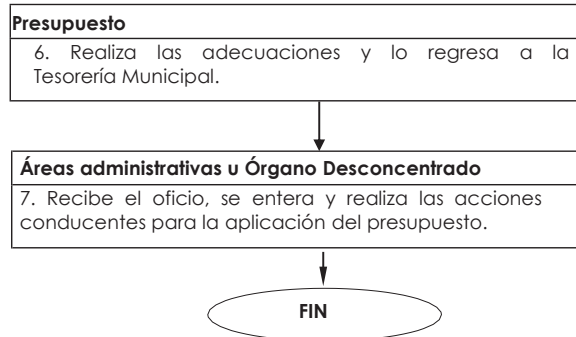 Presupuesto
6. Realiza las adecuaciones y lo regresa a la
Tesorería Municipal.
Áreas administrativas u Órgano Desconcentrado
7. Recibe el oficio, se entera y realiza las acciones
conducentes para la aplicación del presupuesto.
FIN